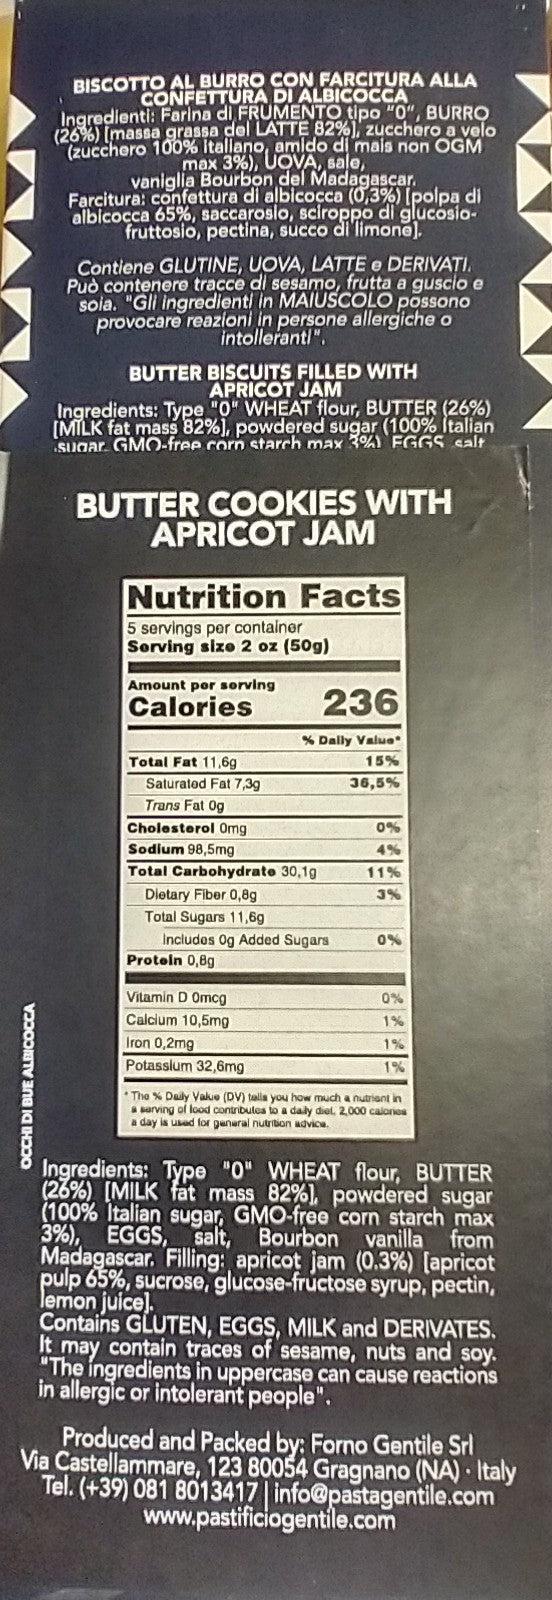 BISCOTTO AL BURRO CON FARCITURA ALLA
CONFETTURA DI ALBICOCCA
Ingredienti: Farina di FRUMENTO tipo "0", BURRO
(26%) [massa grassa del LATTE 82%], zucchero a velo
(zucchero 100% italiano, amido di mais non OGM
max 3%), UOVA, sale,
vaniglia Bourbon del Madagascar.
Farcitura: confettura di albicocca (0,3%) [polpa di
albicocca 65%, saccarosio, sciroppo di glucosio-
fruttosio, pectina, succo di limone].
Contiene GLUTINE, UOVA, LATTE e DERIVATI.
Può contenere tracce di sesamo, frutta a guscio e
soia. "Gli ingredienti in MAIUSCOLO possono
provocare reazioni in persone allergiche o
intolleranti".
BUTTER BISCUITS FILLED WITH
APRICOT JAM
Ingredients: Type "0" WHEAT flour, BUTTER (26%)
[MILK fat mass 82%], powdered sugar (100% Italian
sugar, GMO-free corn starch max 3%) EGGS, salt
BUTTER COOKIES WITH
APRICOT JAM
Nutrition Facts
5 servings per container
Serving size 2 oz (50g)
Amount per serving
Calories 236
% Daily Value*
Total Fat 11,6g 15%
Saturated Fat 7,3g 36,5%
Trans Fat 0g
Cholesterol 0mg 0%
Sodium 98,5mg 4%
Total Carbohydrate 30,1g 11%
Dietary Fiber 0,8g 3%
Total Sugars 11,6g
Includes 0g Added Sugars 0%
Protein 0,8g
Vitamin D 0mcg 0%
Calcium 10,5mg 1%
Iron 0,2mg 1%
Potassium 32,6mg 1%
* The % Daily Value (DV) tells you how much a nutrient in
a serving of food contributes to a daily diet. 2,000 calories
a day is used for general nutrition advice.
OCCHI DI BUE ALBICOCCA
Ingredients: Type "0" WHEAT flour, BUTTER
(26%) [MILK fat mass 82%], powdered sugar
(100% Italian sugar, GMO-free corn starch max
3%), EGGS, salt, Bourbon vanilla from
Madagascar. Filling: apricot jam (0.3%) [apricot
pulp 65%, sucrose, glucose-fructose syrup, pectin,
lemon juice].
Contains GLUTEN, EGGS, MILK and DERIVATES.
It may contain traces of sesame, nuts and soy.
"The ingredients in uppercase can cause reactions
in allergic or intolerant people".
Produced and Packed by: Forno Gentile Srl
Via Castellammare, 123 80054 Gragnano (NA) · Italy
Tel. (+39) 081 8013417 | info@pastagentile.com
www.pastificiogentile.com